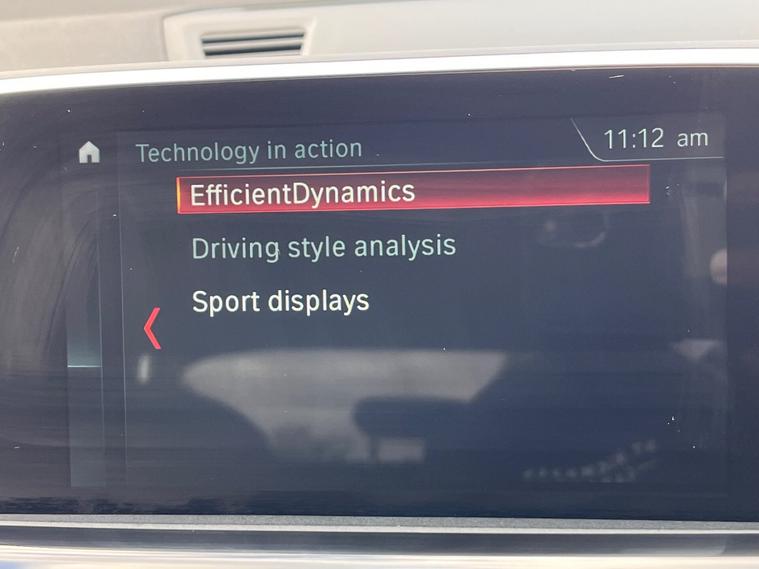 Technology in action
11:12 am
EfficientDynamics
Driving style analysis
Sport displays